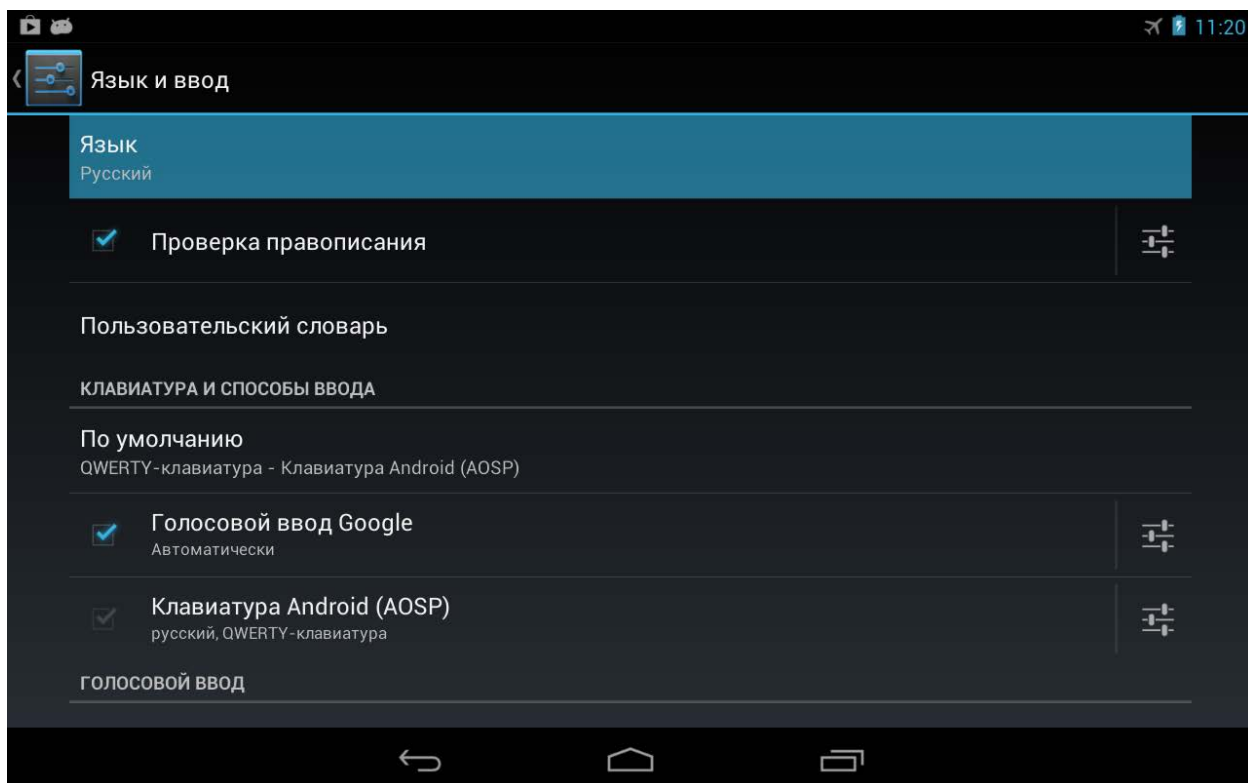 11:20
Язык и ввод
Язык
Русский
Проверка правописания
Пользовательский словарь
КЛАВИАТУРА И СПОСОБЫ ВВОДА
По умолчанию
QWERTY-клавиатура - Клавиатура Android (AOSP)
Голосовой ввод Google
Автоматически
Клавиатура Android (AOSP)
русский, QWERTY-клавиатура
ГОЛОСОВОЙ ВВОД